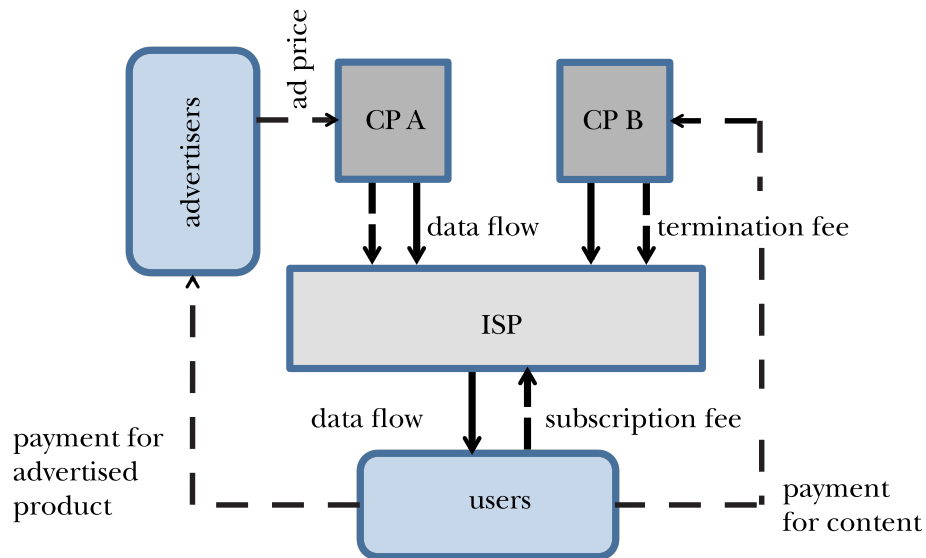 advertisers
ad price
CP A
CP B
data flow
termination fee
ISP
data flow
subscription fee
payment for
advertised
product
users
payment
for content